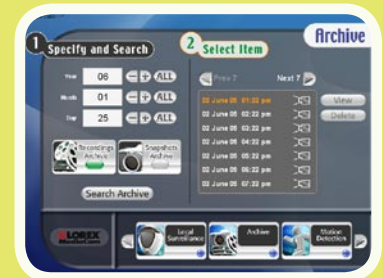 Archive
1 Specify and Search
2 Select Item
Year 06 - + ALL
Month 01 - + ALL
Day 25 - + ALL
Recordings Archive
Snapshots Archive
Search Archive
Prev 7 Next 7
02 June 05 01:22 pm
02 June 05 02:22 pm
02 June 05 03:22 pm
02 June 05 04:22 pm
02 June 05 05:22 pm
02 June 05 06:22 pm
02 June 05 07:22 pm
View
Delete
LOREX
Legal Surveillance
Archive
Motion Detection